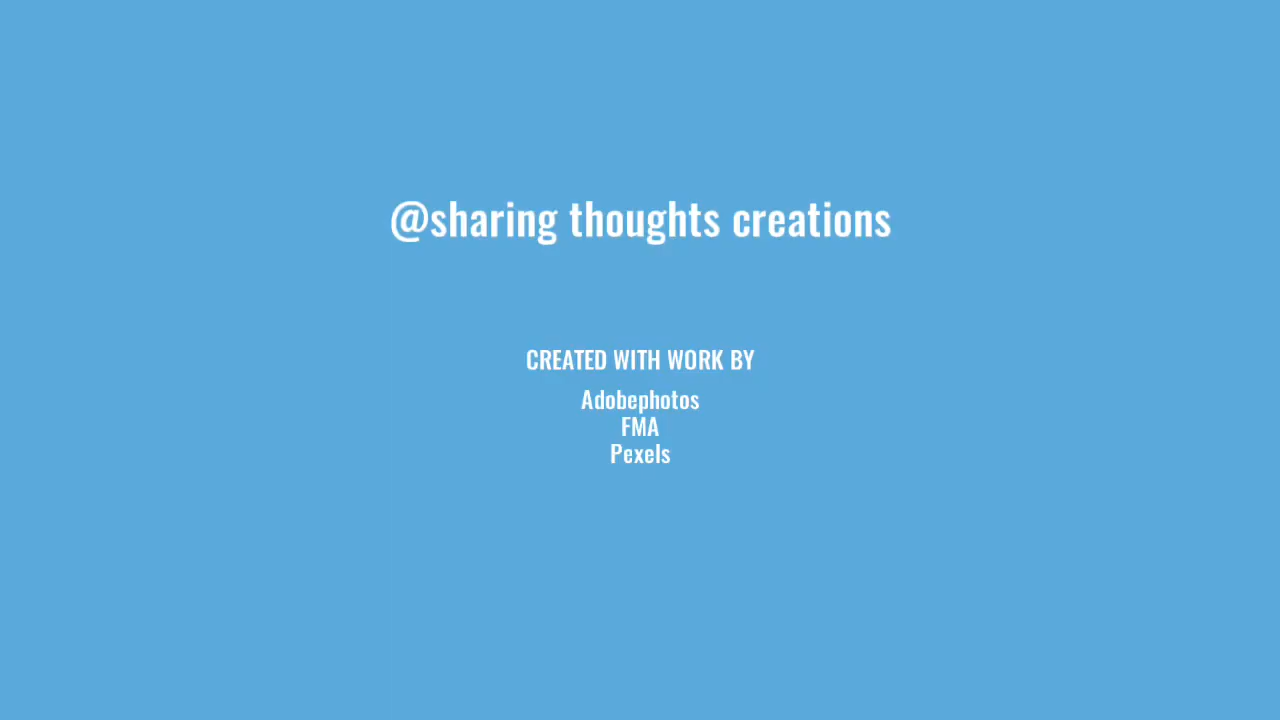 @sharing thoughts creations
CREATED WITH WORK BY
Adobephotos
FMA
Pexels